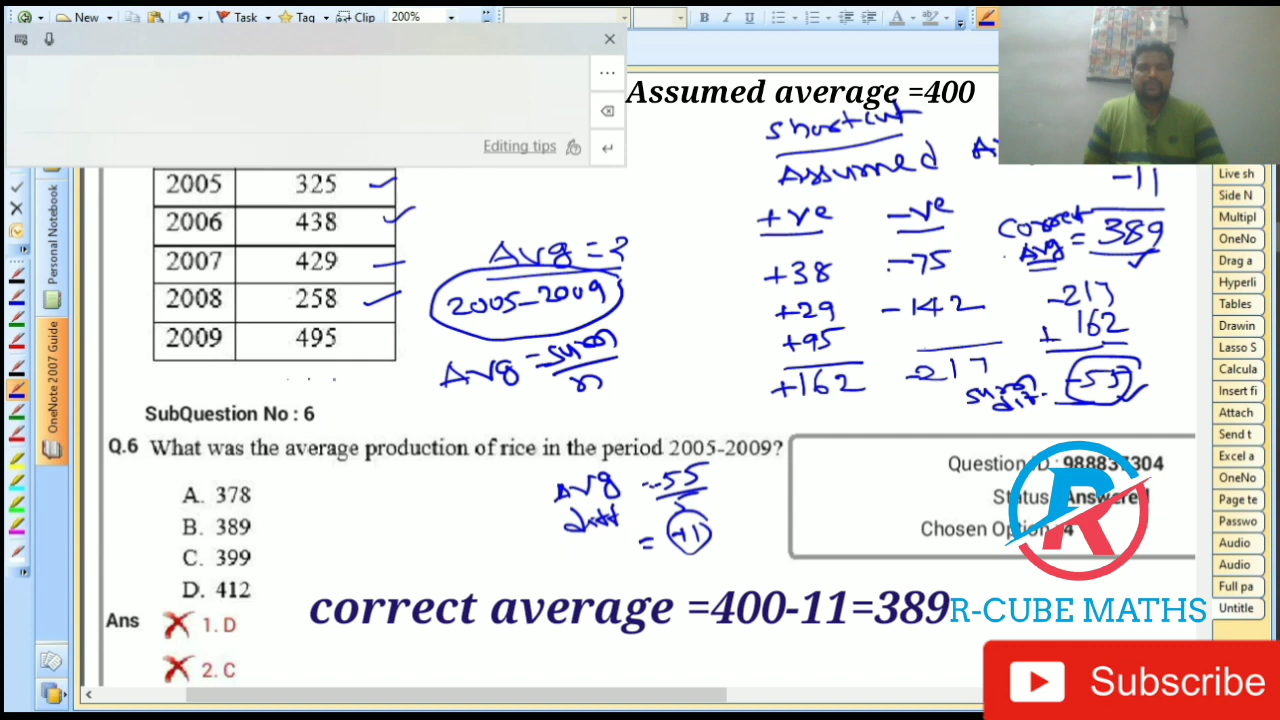 New
Task
Tag
Clip
200%
B I U
Editing tips
Assumed average =400
Shortcut
Assumed
-11
+ve -ve
Correct
Avg = 389
+38 -75
+29 -142
+95
+162 -217
-217
+ 162
Sum
dif. -55
Personal Notebook
OneNote 2007 Guide
2005 325
2006 438
2007 429
2008 258
2009 495
Avg = ?
2005-2009
Avg = sum
n
SubQuestion No : 6
Q.6 What was the average production of rice in the period 2005-2009?
A. 378
B. 389
C. 399
D. 412
Avg -55
diff 5
= -11
Question ID : 988837304
Status : Answered
Chosen Option : 4
correct average =400-11=389
R-CUBE MATHS
Ans
1. D
2. C
Subscribe
Live sh
Side N
Multipl
OneNo
Drag a
Hyperli
Tables
Drawin
Lasso S
Calcula
Insert fi
Attach
Send t
Excel a
OneNo
Page te
Passwo
Audio
Audio
Full pa
Untitle